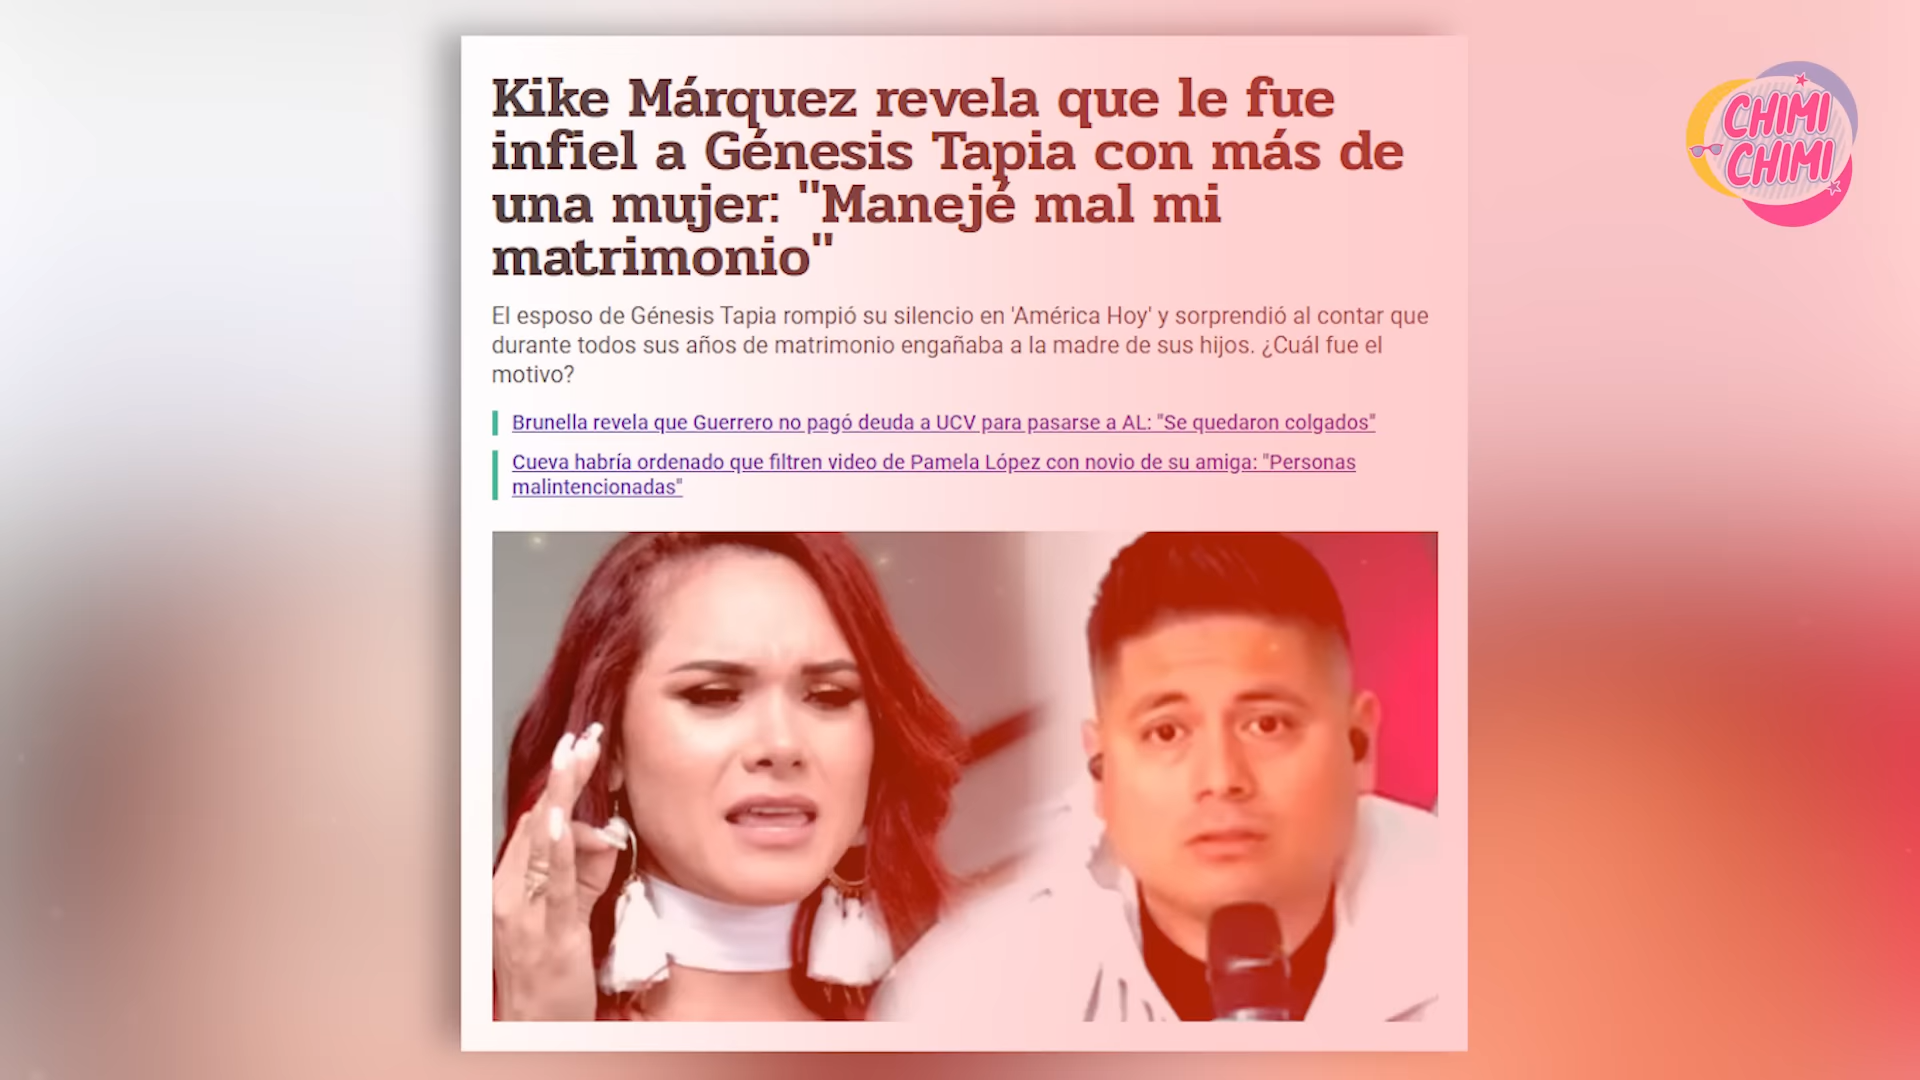 Kike Márquez revela que le fue
infiel a Génesis Tapia con más de
una mujer: "Manejé mal mi
matrimonio"
El esposo de Génesis Tapia rompió su silencio en 'América Hoy' y sorprendió al contar que
durante todos sus años de matrimonio engañaba a la madre de sus hijos. ¿Cuál fue el
motivo?
Brunella revela que Guerrero no pagó deuda a UCV para pasarse a AL: "Se quedaron colgados"
Cueva habría ordenado que filtren video de Pamela López con novio de su amiga: "Personas
malintencionadas"
CHIMI
CHIMI